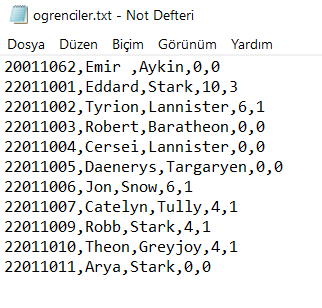 ogrenciler.txt - Not Defteri
Dosya Düzen Biçim Görünüm Yardım
20011062,Emir ,Aykin,0,0
22011001,Eddard,Stark,10,3
22011002,Tyrion,Lannister,6,1
22011003,Robert,Baratheon,0,0
22011004,Cersei,Lannister,0,0
22011005,Daenerys,Targaryen,0,0
22011006,Jon,Snow,6,1
22011007,Catelyn,Tully,4,1
22011009,Robb,Stark,4,1
22011010,Theon,Greyjoy,4,1
22011011,Arya,Stark,0,0